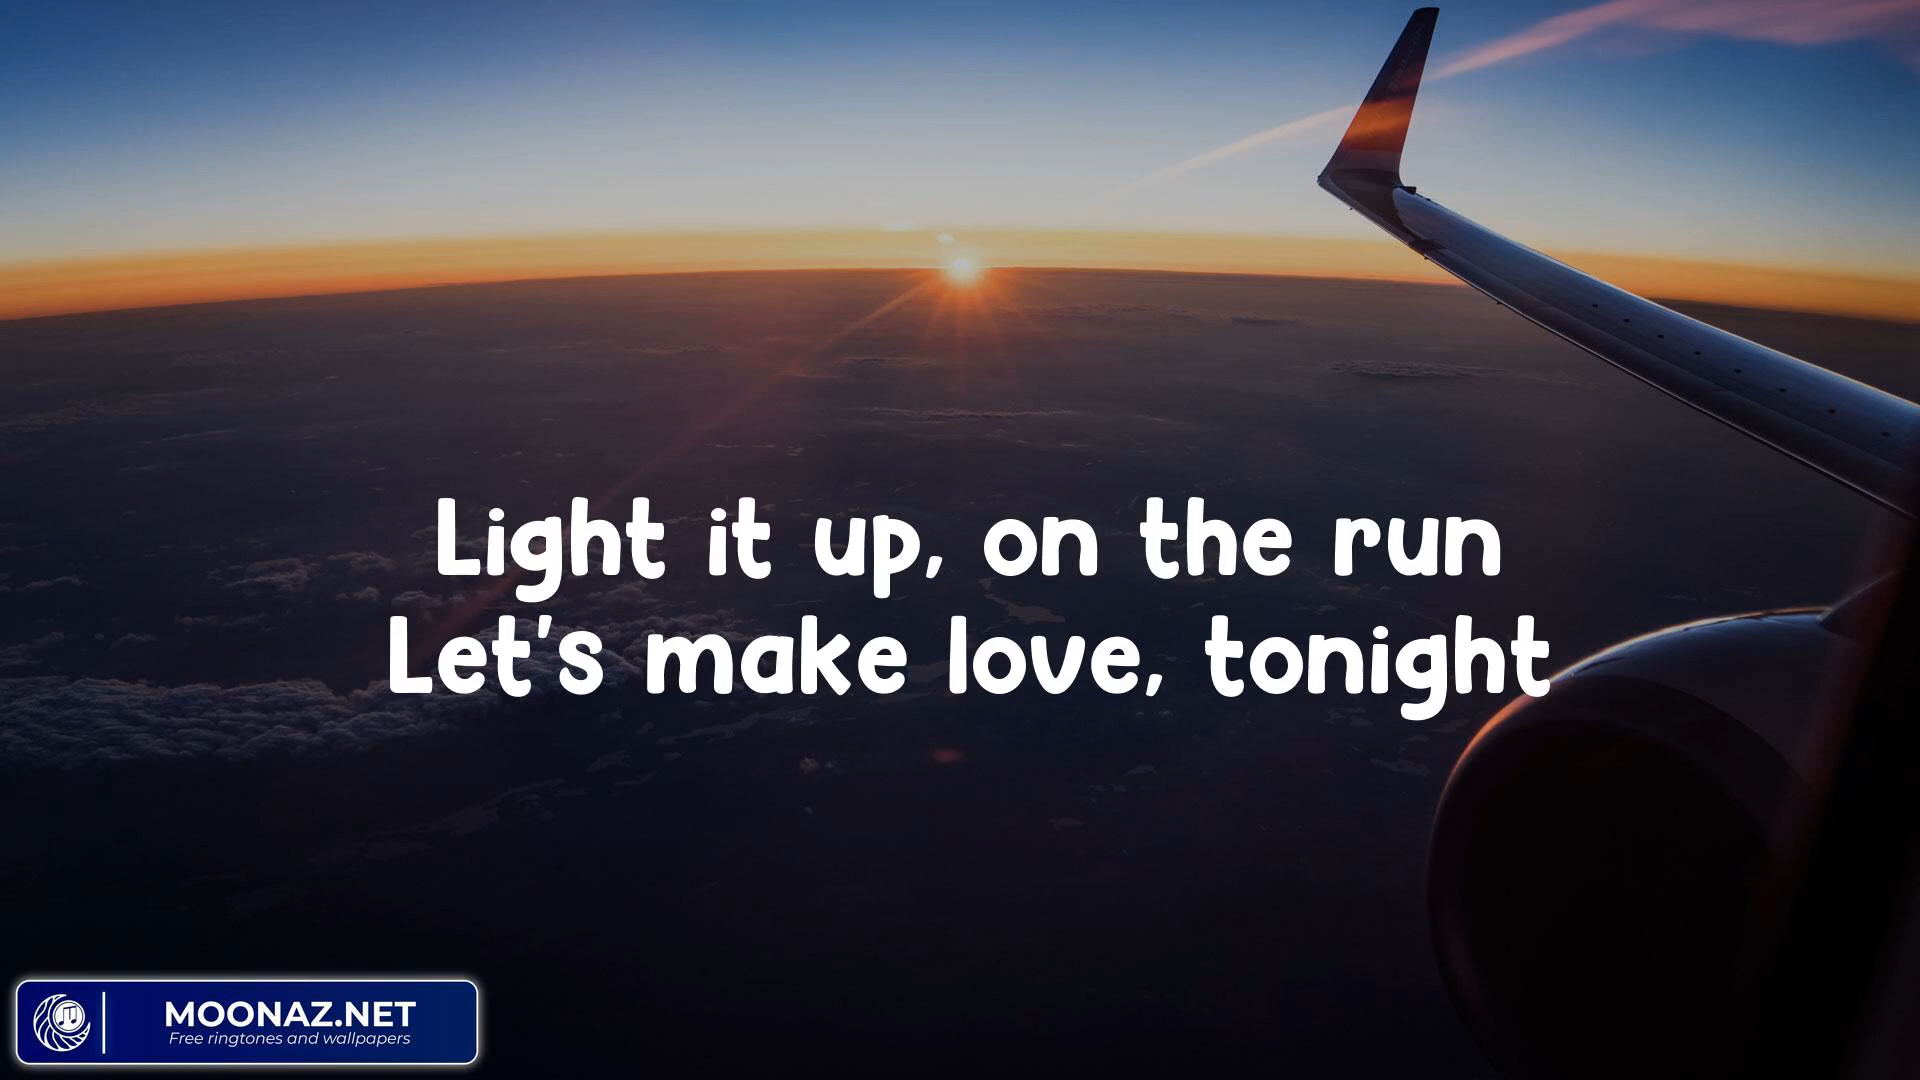 Light it up, on the run
Let's make love, tonight
MOONAZ.NET
Free ringtones and wallpapers